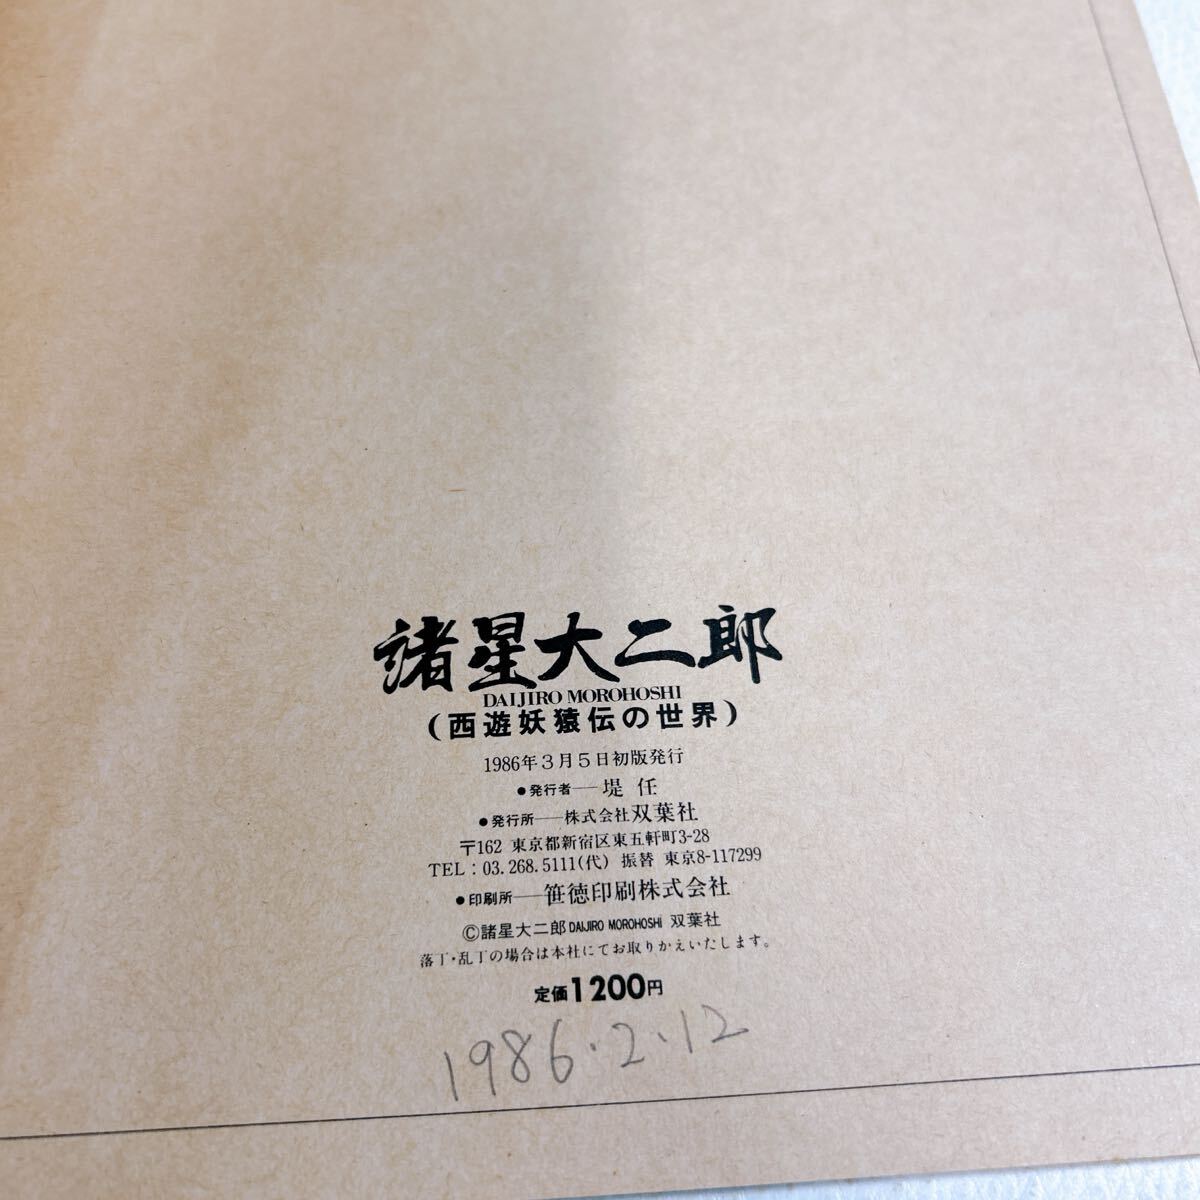 諸星大二郎
DAIJIRO MOROHOSHI
(西遊妖猿伝の世界)
1986年3月5日初版発行
●発行者──堤 任
●発行所──株式会社双葉社
〒162 東京都新宿区東五軒町3-28
TEL:03.268.5111(代) 振替 東京8-117299
●印刷所──笹徳印刷株式会社
©諸星大二郎 DAIJIRO MOROHOSHI 双葉社
落丁・乱丁の場合は本社にてお取りかえいたします。
定価1200円
1986.2.12